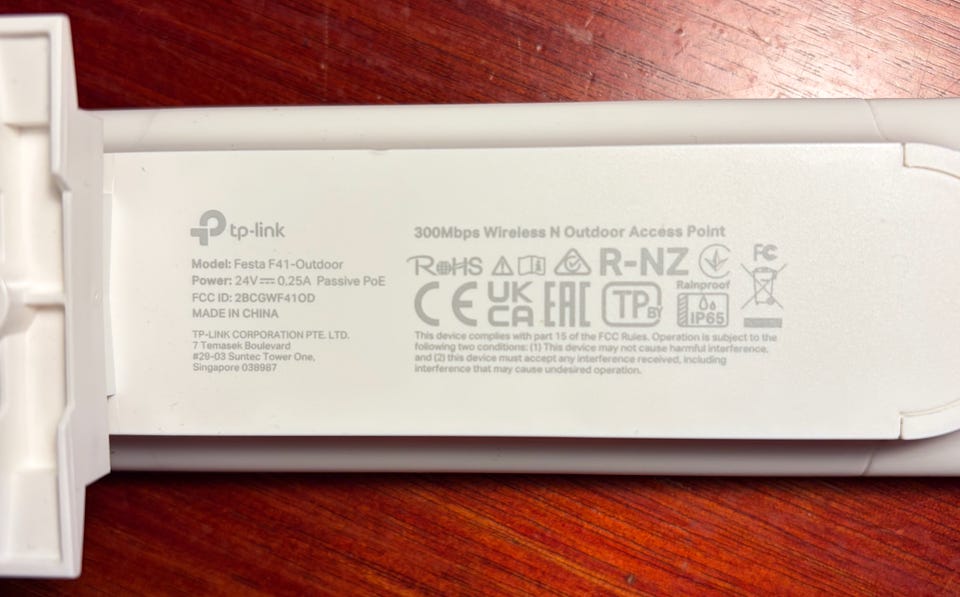 tp-link
Model: Festa F41-Outdoor
Power: 24V⎓0.25A Passive PoE
FCC ID: 2BCGWF41OD
MADE IN CHINA
TP-LINK CORPORATION PTE. LTD.
7 Temasek Boulevard
#29-03 Suntec Tower One,
Singapore 038987
300Mbps Wireless N Outdoor Access Point
RoHS R-NZ FC
Rainproof
CE UK CA EAC TP BY IP65
This device complies with part 15 of the FCC Rules. Operation is subject to the
following two conditions: (1) This device may not cause harmful interference,
and (2) this device must accept any interference received, including
interference that may cause undesired operation.